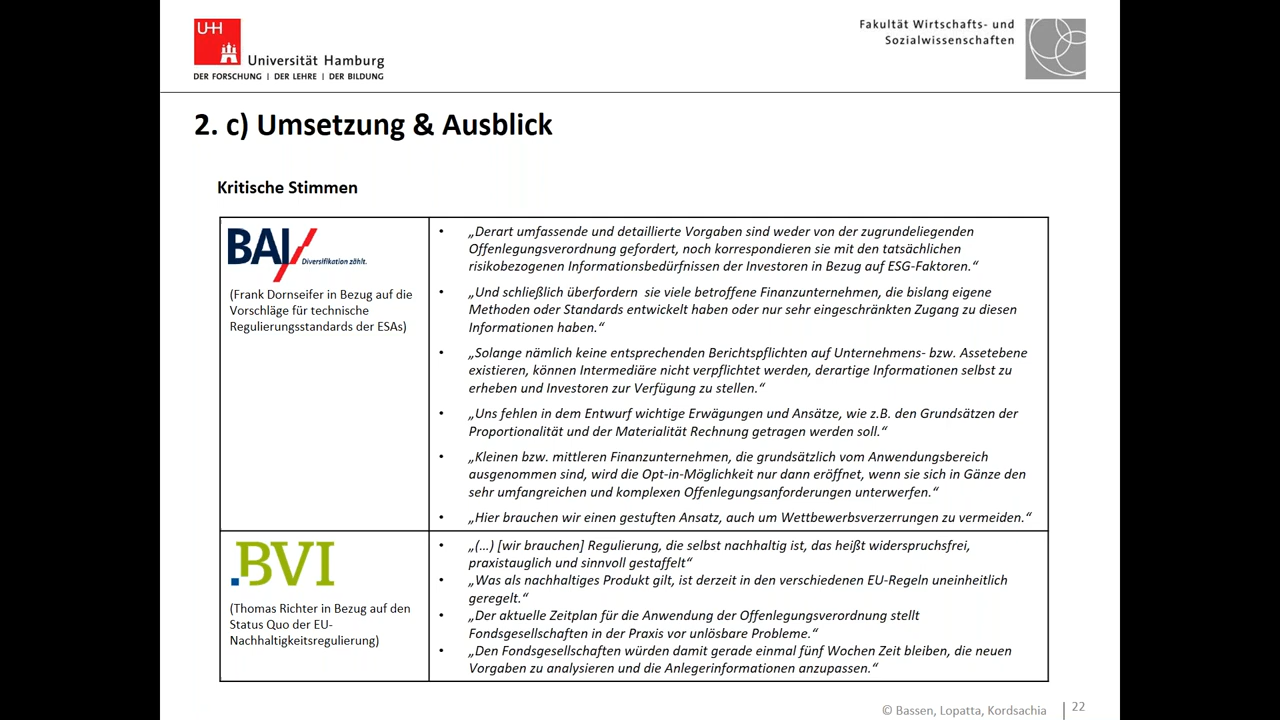 UHH
Universität Hamburg
DER FORSCHUNG | DER LEHRE | DER BILDUNG
Fakultät Wirtschafts- und
Sozialwissenschaften
2. c) Umsetzung & Ausblick
Kritische Stimmen
BAI
Diversifikation zählt.
(Frank Dornseifer in Bezug auf die
Vorschläge für technische
Regulierungsstandards der ESAs)
• „Derart umfassende und detaillierte Vorgaben sind weder von der zugrundeliegenden
Offenlegungsverordnung gefordert, noch korrespondieren sie mit den tatsächlichen
risikobezogenen Informationsbedürfnissen der Investoren in Bezug auf ESG-Faktoren.“
• „Und schließlich überfordern sie viele betroffene Finanzunternehmen, die bislang eigene
Methoden oder Standards entwickelt haben oder nur sehr eingeschränkten Zugang zu diesen
Informationen haben.“
• „Solange nämlich keine entsprechenden Berichtspflichten auf Unternehmens- bzw. Assetebene
existieren, können Intermediäre nicht verpflichtet werden, derartige Informationen selbst zu
erheben und Investoren zur Verfügung zu stellen.“
• „Uns fehlen in dem Entwurf wichtige Erwägungen und Ansätze, wie z.B. den Grundsätzen der
Proportionalität und der Materialität Rechnung getragen werden soll.“
• „Kleinen bzw. mittleren Finanzunternehmen, die grundsätzlich vom Anwendungsbereich
ausgenommen sind, wird die Opt-in-Möglichkeit nur dann eröffnet, wenn sie sich in Gänze den
sehr umfangreichen und komplexen Offenlegungsanforderungen unterwerfen.“
• „Hier brauchen wir einen gestuften Ansatz, auch um Wettbewerbsverzerrungen zu vermeiden.“
.BVI
(Thomas Richter in Bezug auf den
Status Quo der EU-
Nachhaltigkeitsregulierung)
• „(…) [wir brauchen] Regulierung, die selbst nachhaltig ist, das heißt widerspruchsfrei,
praxistauglich und sinnvoll gestaffelt“
• „Was als nachhaltiges Produkt gilt, ist derzeit in den verschiedenen EU-Regeln uneinheitlich
geregelt.“
• „Der aktuelle Zeitplan für die Anwendung der Offenlegungsverordnung stellt
Fondsgesellschaften in der Praxis vor unlösbare Probleme.“
• „Den Fondsgesellschaften würden damit gerade einmal fünf Wochen Zeit bleiben, die neuen
Vorgaben zu analysieren und die Anlegerinformationen anzupassen.“
© Bassen, Lopatta, Kordsachia
22